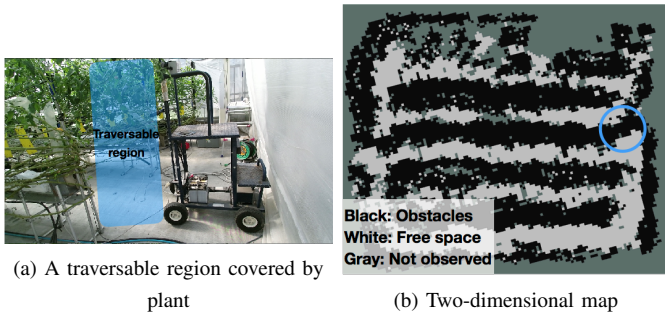 Traversable
region
(a) A traversable region covered by
plant
Black: Obstacles
White: Free space
Gray: Not observed
(b) Two-dimensional map